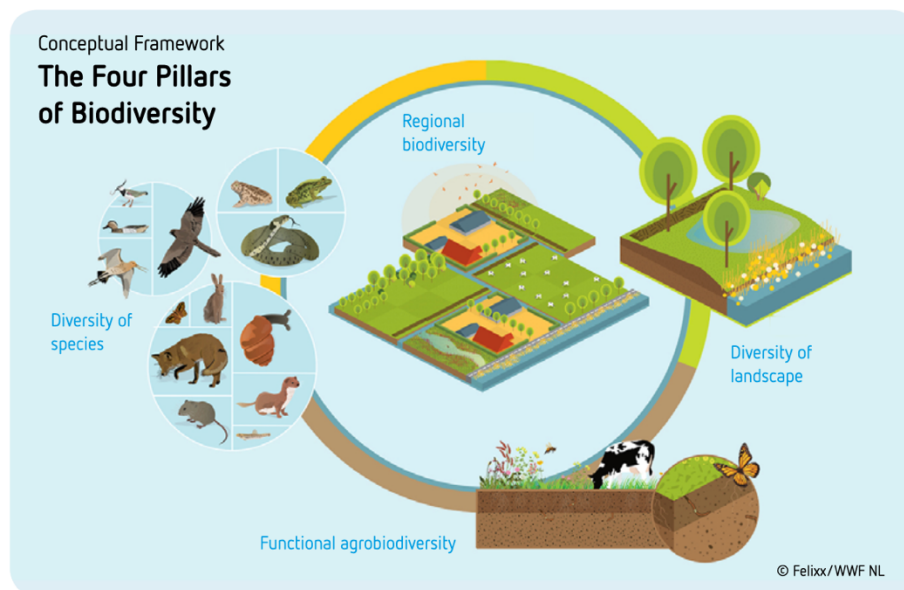 Conceptual Framework
The Four Pillars
of Biodiversity
Regional
biodiversity
Diversity of
species
Diversity of
landscape
Functional agrobiodiversity
© Felixx/WWF NL